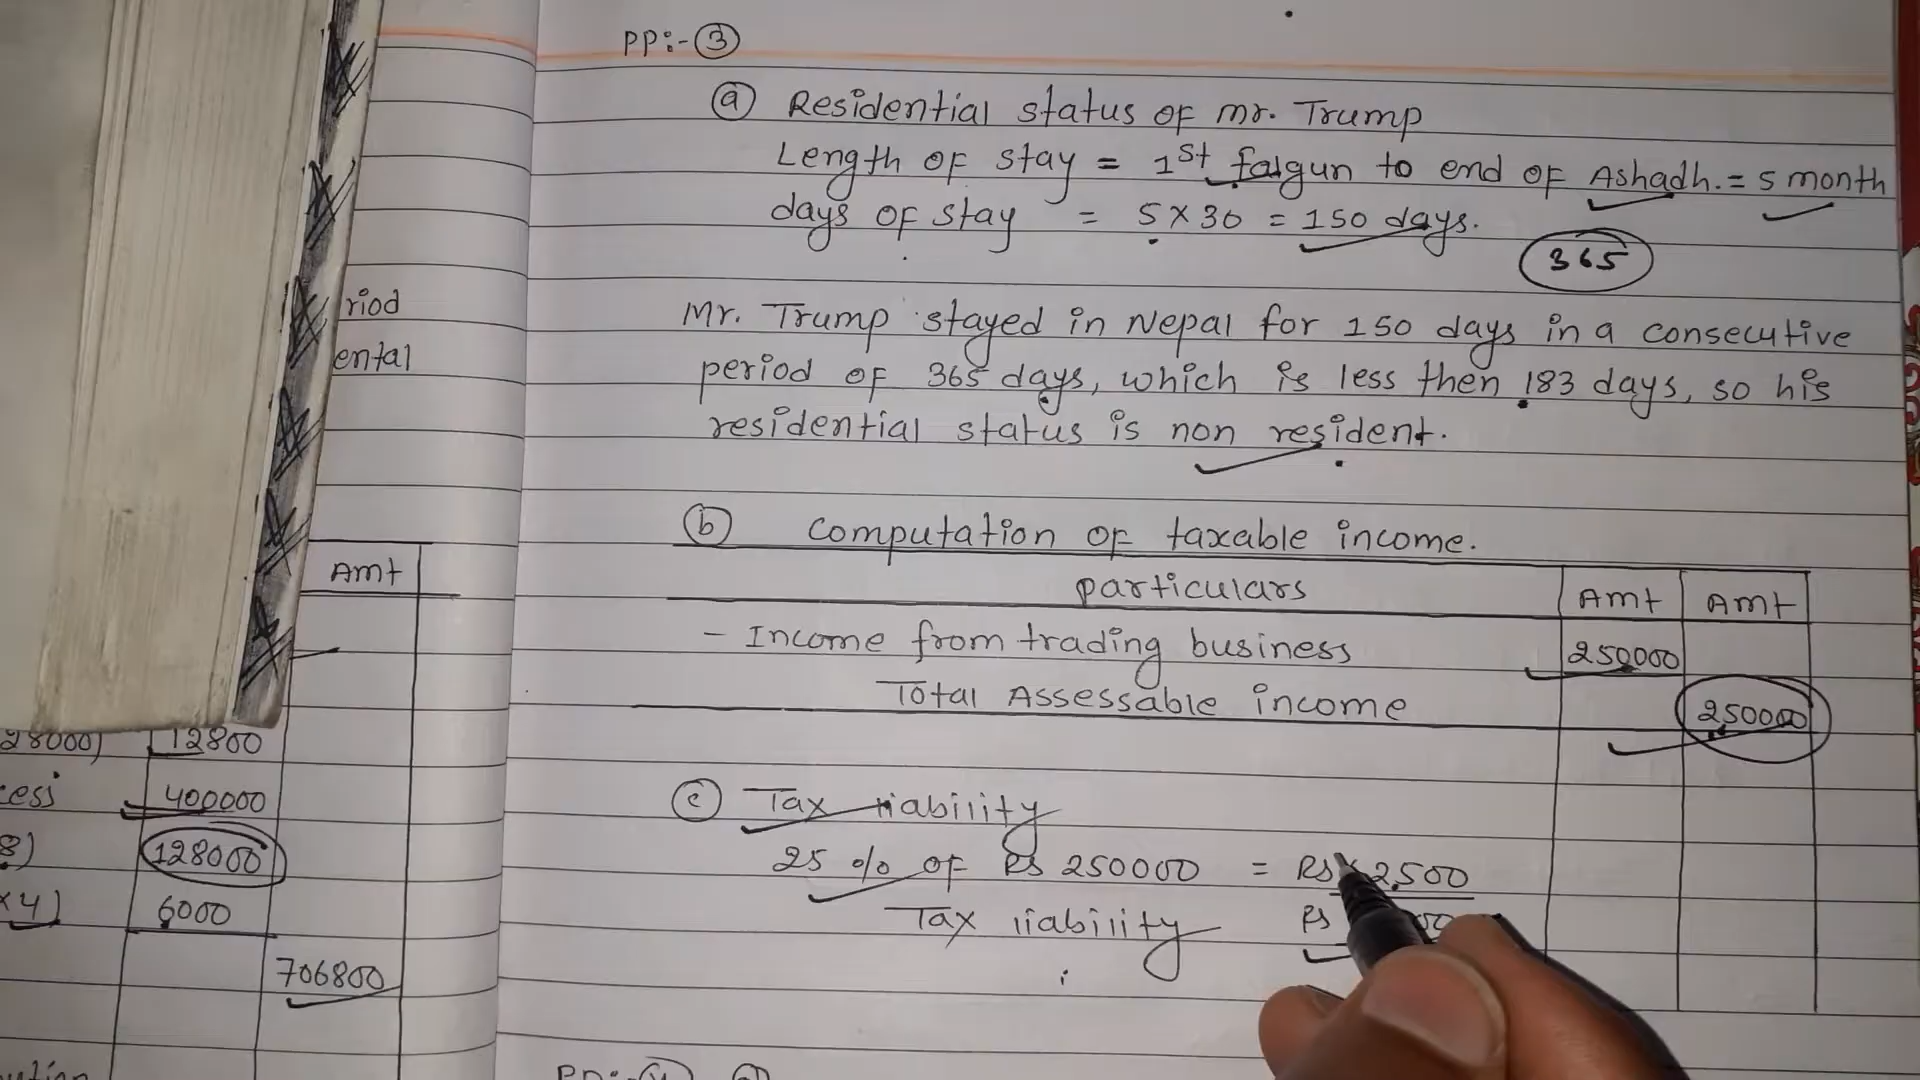 PP:- 3
a Residential status of mr. Trump
Length of stay = 1st falgun to end of Ashadh. = 5 month
days of stay = 5 x 30 = 150 days.
365
Mr. Trump stayed in Nepal for 150 days in a consecutive
period of 365 days, which is less then 183 days, so his
residential status is non resident.
b computation of taxable income.
particulars Amt Amt
- Income from trading business 250000
Total Assessable income 250000
c Tax liability
25 % of Rs 250000 = Rs 2500
Tax liability Rs
riod
ental
Amt
28000) 12800
cess 400000
8) 128000
x4) 6000
706800